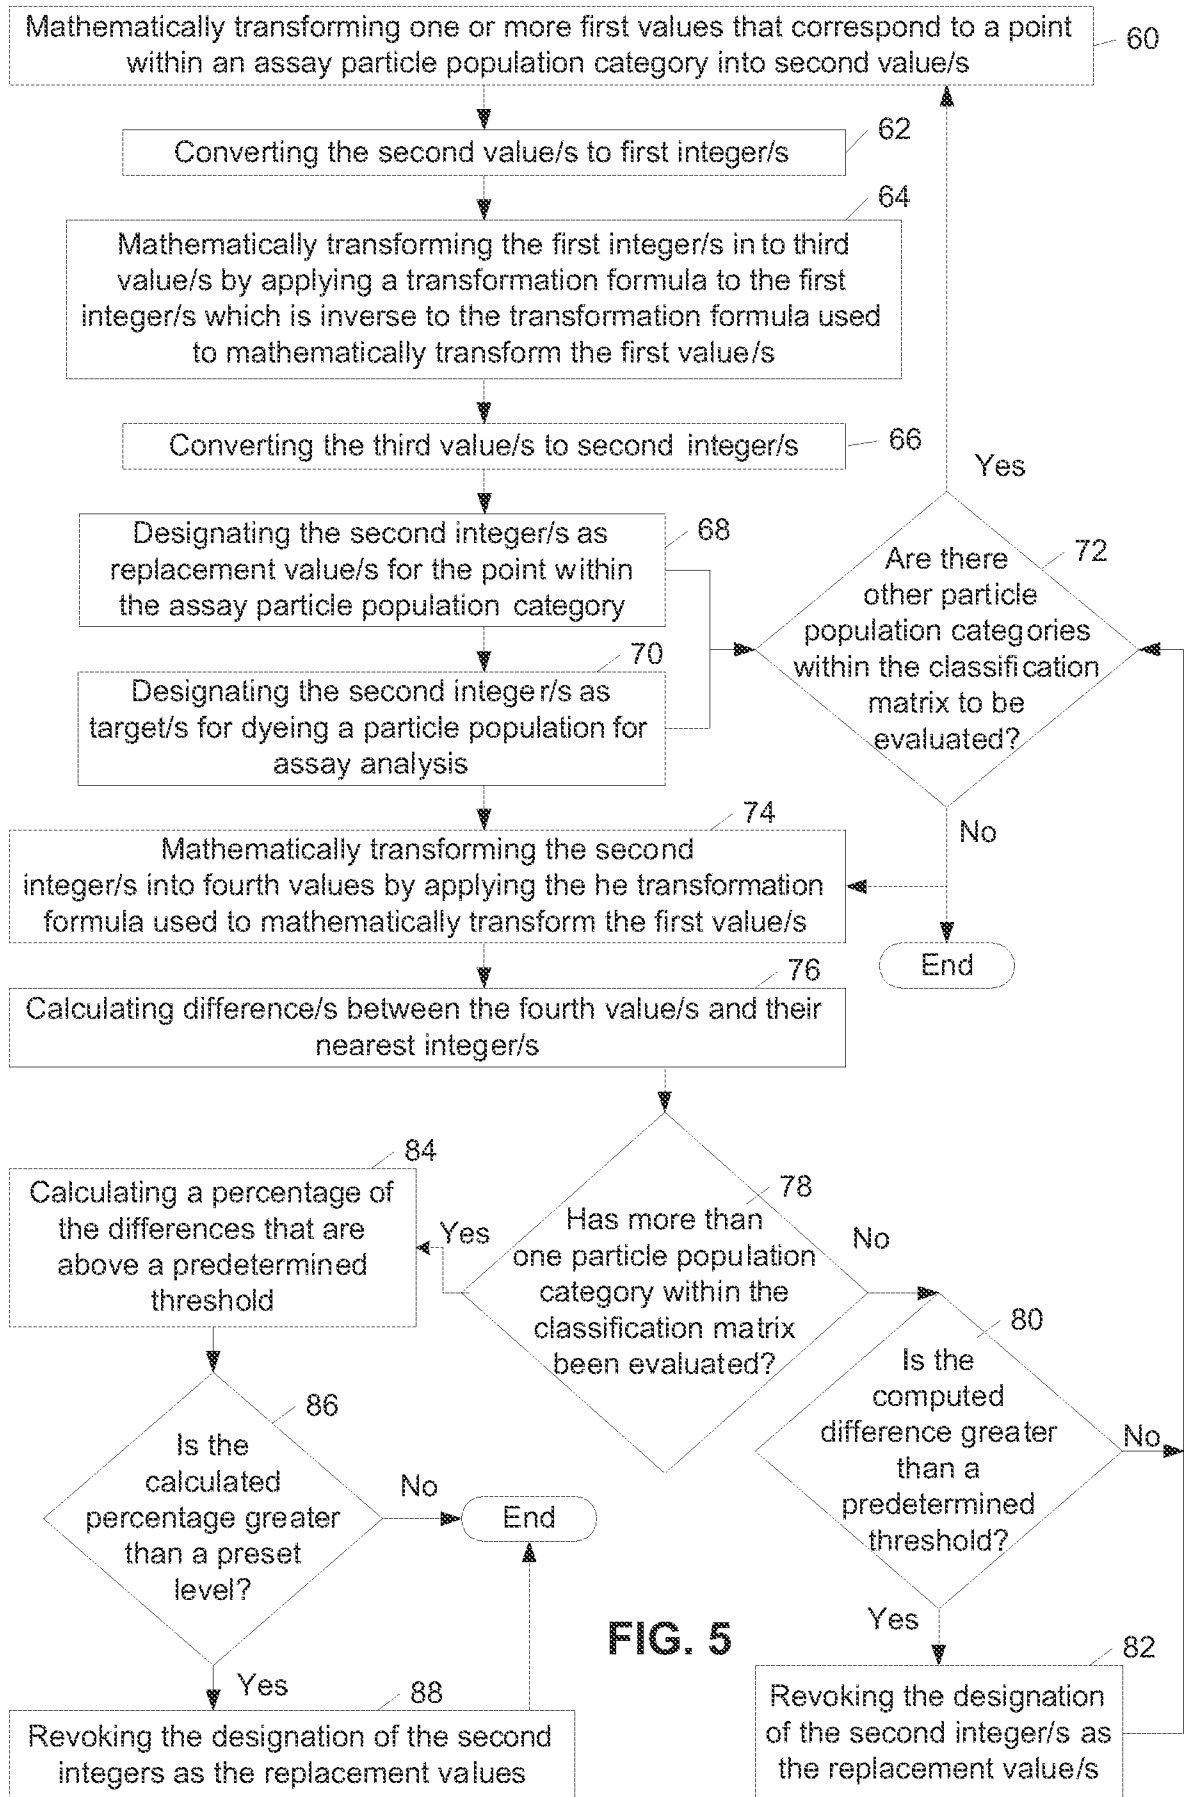 Mathematically transforming one or more first values that correspond to a point
within an assay particle population category into second value/s
60
62
Converting the second value/s to first integer/s
64
Mathematically transforming the first integer/s in to third
value/s by applying a transformation formula to the first
integer/s which is inverse to the transformation formula used
to mathematically transform the first value/s
Converting the third value/s to second integer/s
66
Yes
Designating the second integer/s as
replacement value/s for the point within
the assay particle population category
68
72
Are there
other particle
population categories
within the classification
matrix to be
evaluated?
70
Designating the second integer/s as
target/s for dyeing a particle population for
assay analysis
74
No
Mathematically transforming the second
integer/s into fourth values by applying the he transformation
formula used to mathematically transform the first value/s
End
76
Calculating difference/s between the fourth value/s and their
nearest integer/s
84
Calculating a percentage of
the differences that are
above a predetermined
threshold
Yes
78
Has more than
one particle population
category within the
classification matrix
been evaluated?
No
80
Is the
computed
difference greater
than a
predetermined
threshold?
No
86
Is the
calculated
percentage greater
than a preset
level?
No
End
Yes
FIG. 5
Yes
88
Revoking the designation of the second
integers as the replacement values
82
Revoking the designation
of the second integer/s as
the replacement value/s